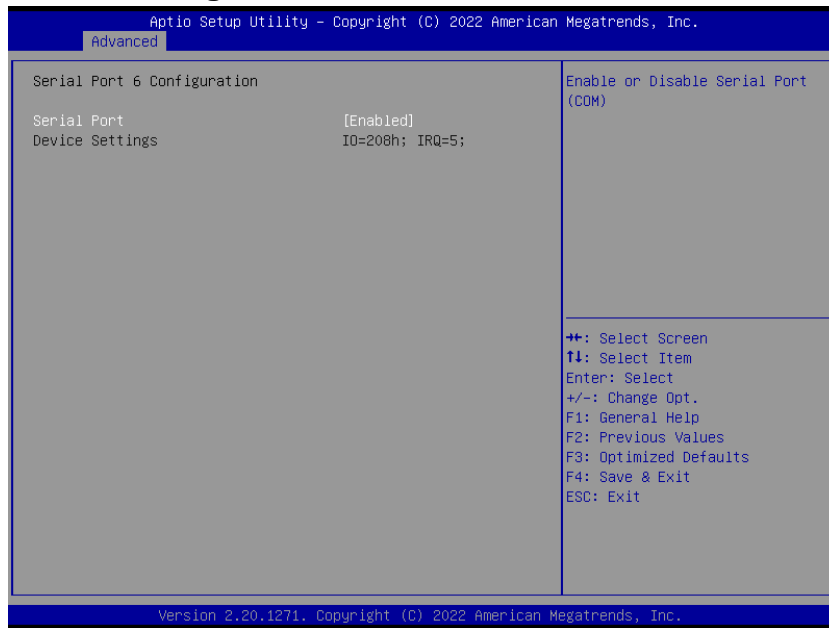 Aptio Setup Utility – Copyright (C) 2022 American Megatrends, Inc.
Advanced
Serial Port 6 Configuration
Serial Port [Enabled]
Device Settings IO=208h; IRQ=5;
Enable or Disable Serial Port
(COM)
→←: Select Screen
↑↓: Select Item
Enter: Select
+/-: Change Opt.
F1: General Help
F2: Previous Values
F3: Optimized Defaults
F4: Save & Exit
ESC: Exit
Version 2.20.1271. Copyright (C) 2022 American Megatrends, Inc.